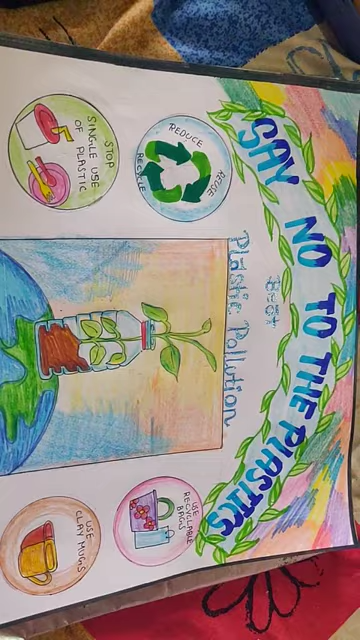 SAY NO TO THE PLASTICS
Beat
Plastic Pollution
REDUCE
REUSE
RECYCLE
STOP
SINGLE USE
OF PLASTIC
USE
RECYCLABLE
BAGS
USE
CLAY MUGS